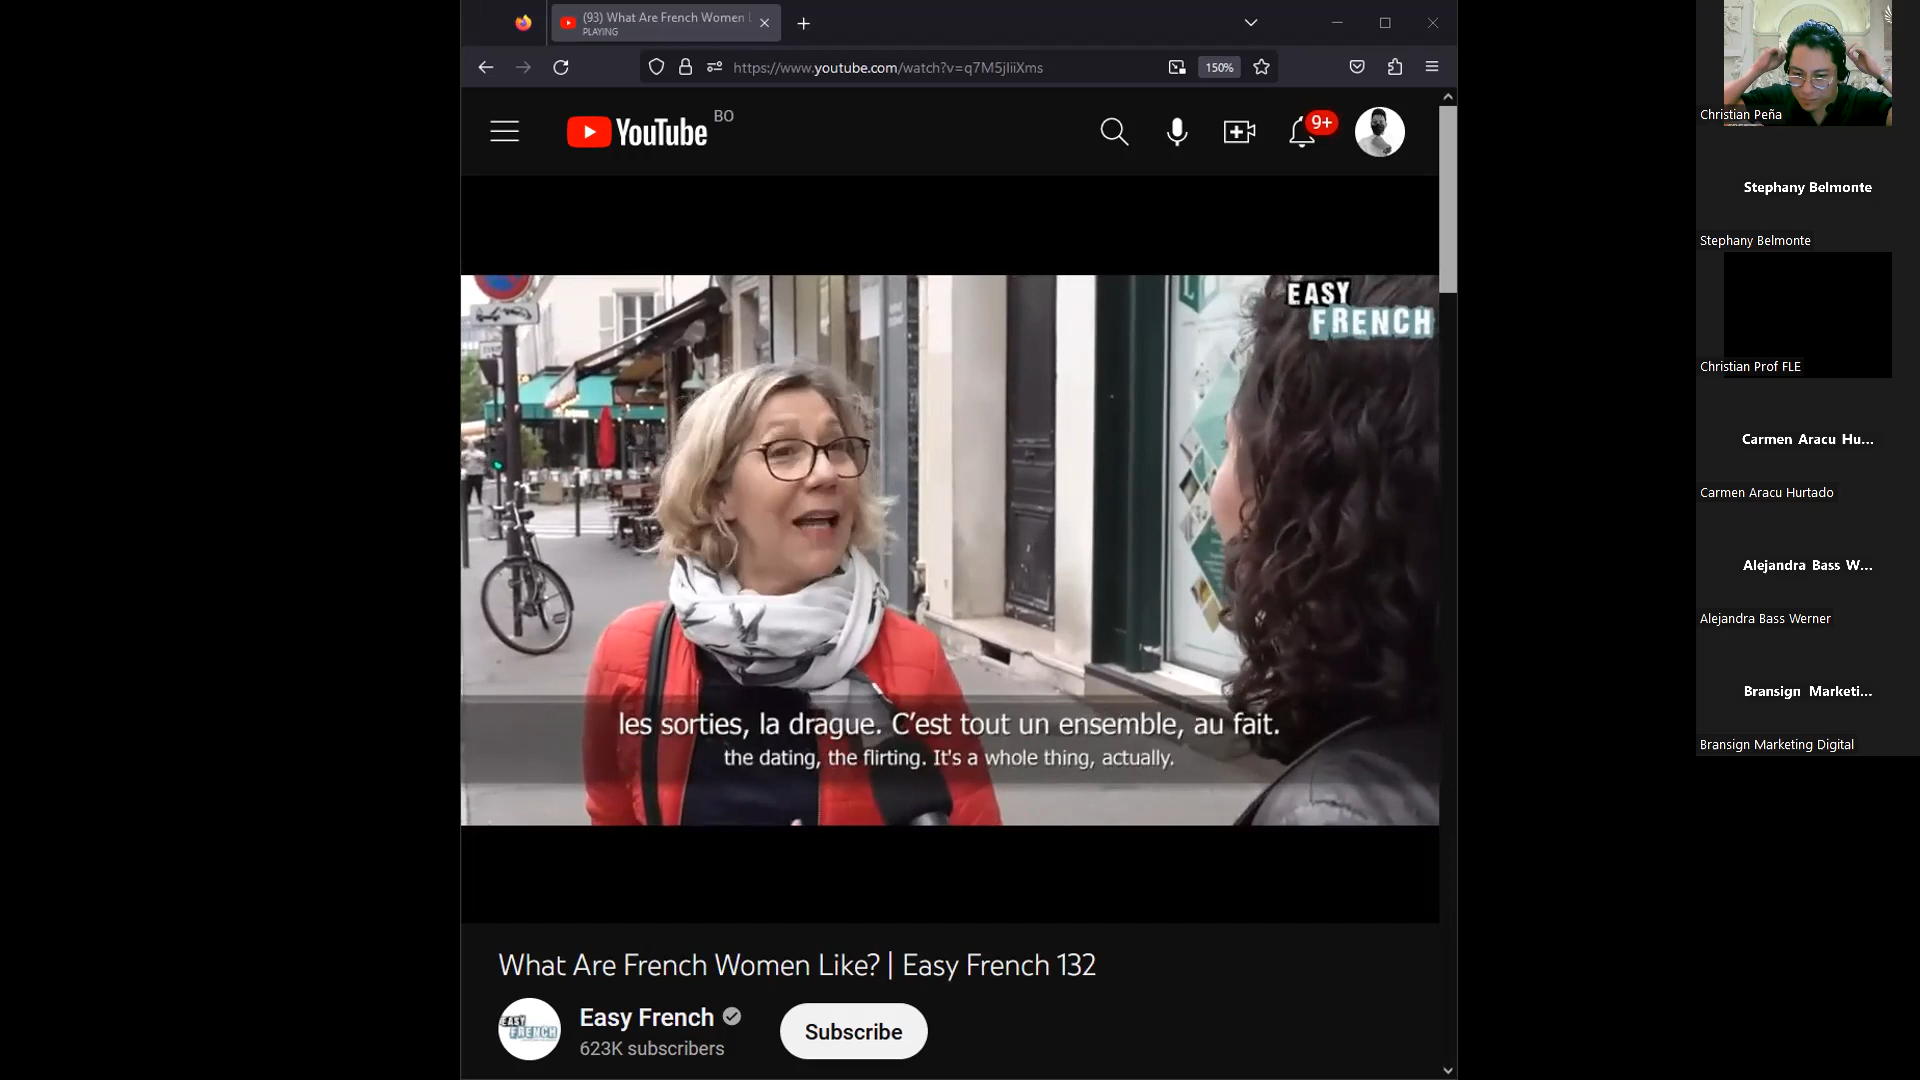 (93) What Are French Women L
PLAYING
https://www.youtube.com/watch?v=q7M5jIiiXms
150%
YouTube
BO
9+
EASY
FRENCH
les sorties, la drague. C’est tout un ensemble, au fait.
the dating, the flirting. It's a whole thing, actually.
What Are French Women Like? | Easy French 132
EASY
FRENCH
Easy French
623K subscribers
Subscribe
Christian Peña
Stephany Belmonte
Stephany Belmonte
Christian Prof FLE
Carmen Aracu Hu...
Carmen Aracu Hurtado
Alejandra Bass W...
Alejandra Bass Werner
Bransign Marketi...
Bransign Marketing Digital